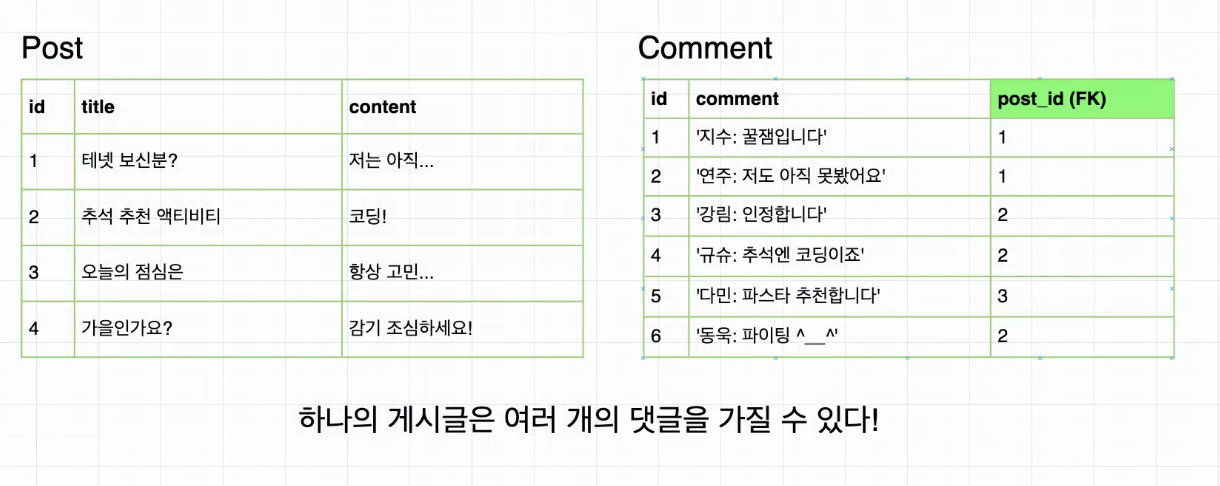 Post
id title content
1 테넷 보신분? 저는 아직...
2 추석 추천 액티비티 코딩!
3 오늘의 점심은 항상 고민...
4 가을인가요? 감기 조심하세요!
Comment
id comment post_id (FK)
1 '지수: 꿀잼입니다' 1
2 '연주: 저도 아직 못봤어요' 1
3 '강림: 인정합니다' 2
4 '규슈: 추석엔 코딩이죠' 2
5 '다민: 파스타 추천합니다' 3
6 '동욱: 파이팅 ^__^' 2
하나의 게시글은 여러 개의 댓글을 가질 수 있다!